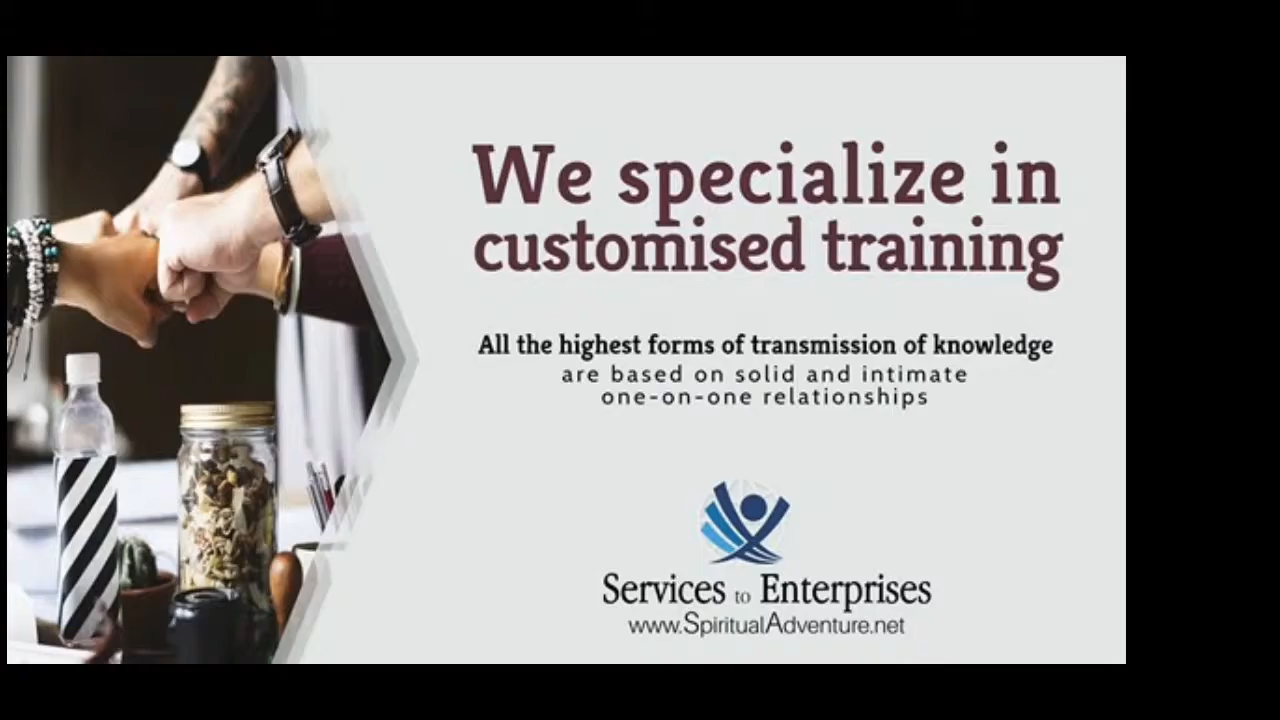 We specialize in
customised training
All the highest forms of transmission of knowledge
are based on solid and intimate
one-on-one relationships
Services to Enterprises
www.SpiritualAdventure.net